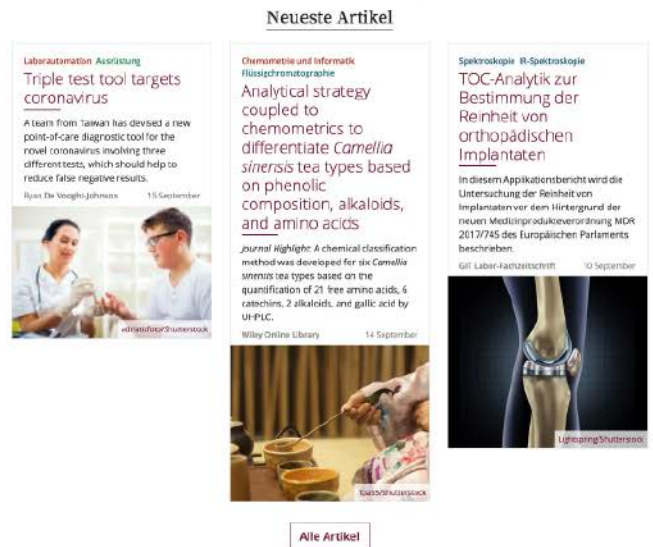 Neueste Artikel
Laborautomation Ausrüstung
Triple test tool targets
coronavirus
A team from Taiwan has devised a new
point-of-care diagnostic tool for the
novel coronavirus involving three
different tests, which should help to
reduce false negative results.
Ryan De Vooght-Johnson 15 September
adriaticfoto/Shutterstock
Chemometrie und Informatik
Flüssigchromatographie
Analytical strategy
coupled to
chemometrics to
differentiate Camellia
sinensis tea types based
on phenolic
composition, alkaloids,
and amino acids
Journal Highlight: A chemical classification
method was developed for six Camellia
sinensis tea types based on the
quantification of 21 free amino acids, 6
catechins, 2 alkaloids, and gallic acid by
UHPLC.
Wiley Online Library 14 September
Toa55/Shutterstock
Spektroskopie IR-Spektroskopie
TOC-Analytik zur
Bestimmung der
Reinheit von
orthopädischen
Implantaten
In diesem Applikationsbericht wird die
Untersuchung der Reinheit von
Implantaten vor dem Hintergrund der
neuen Medizinprodukteverordnung MDR
2017/745 des Europäischen Parlaments
beschrieben.
GIT Labor-Fachzeitschrift 10 September
Lightspring/Shutterstock
Alle Artikel